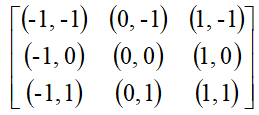 (-1, -1) (0, -1) (1, -1)
(-1, 0) (0, 0) (1, 0)
(-1, 1) (0, 1) (1, 1)